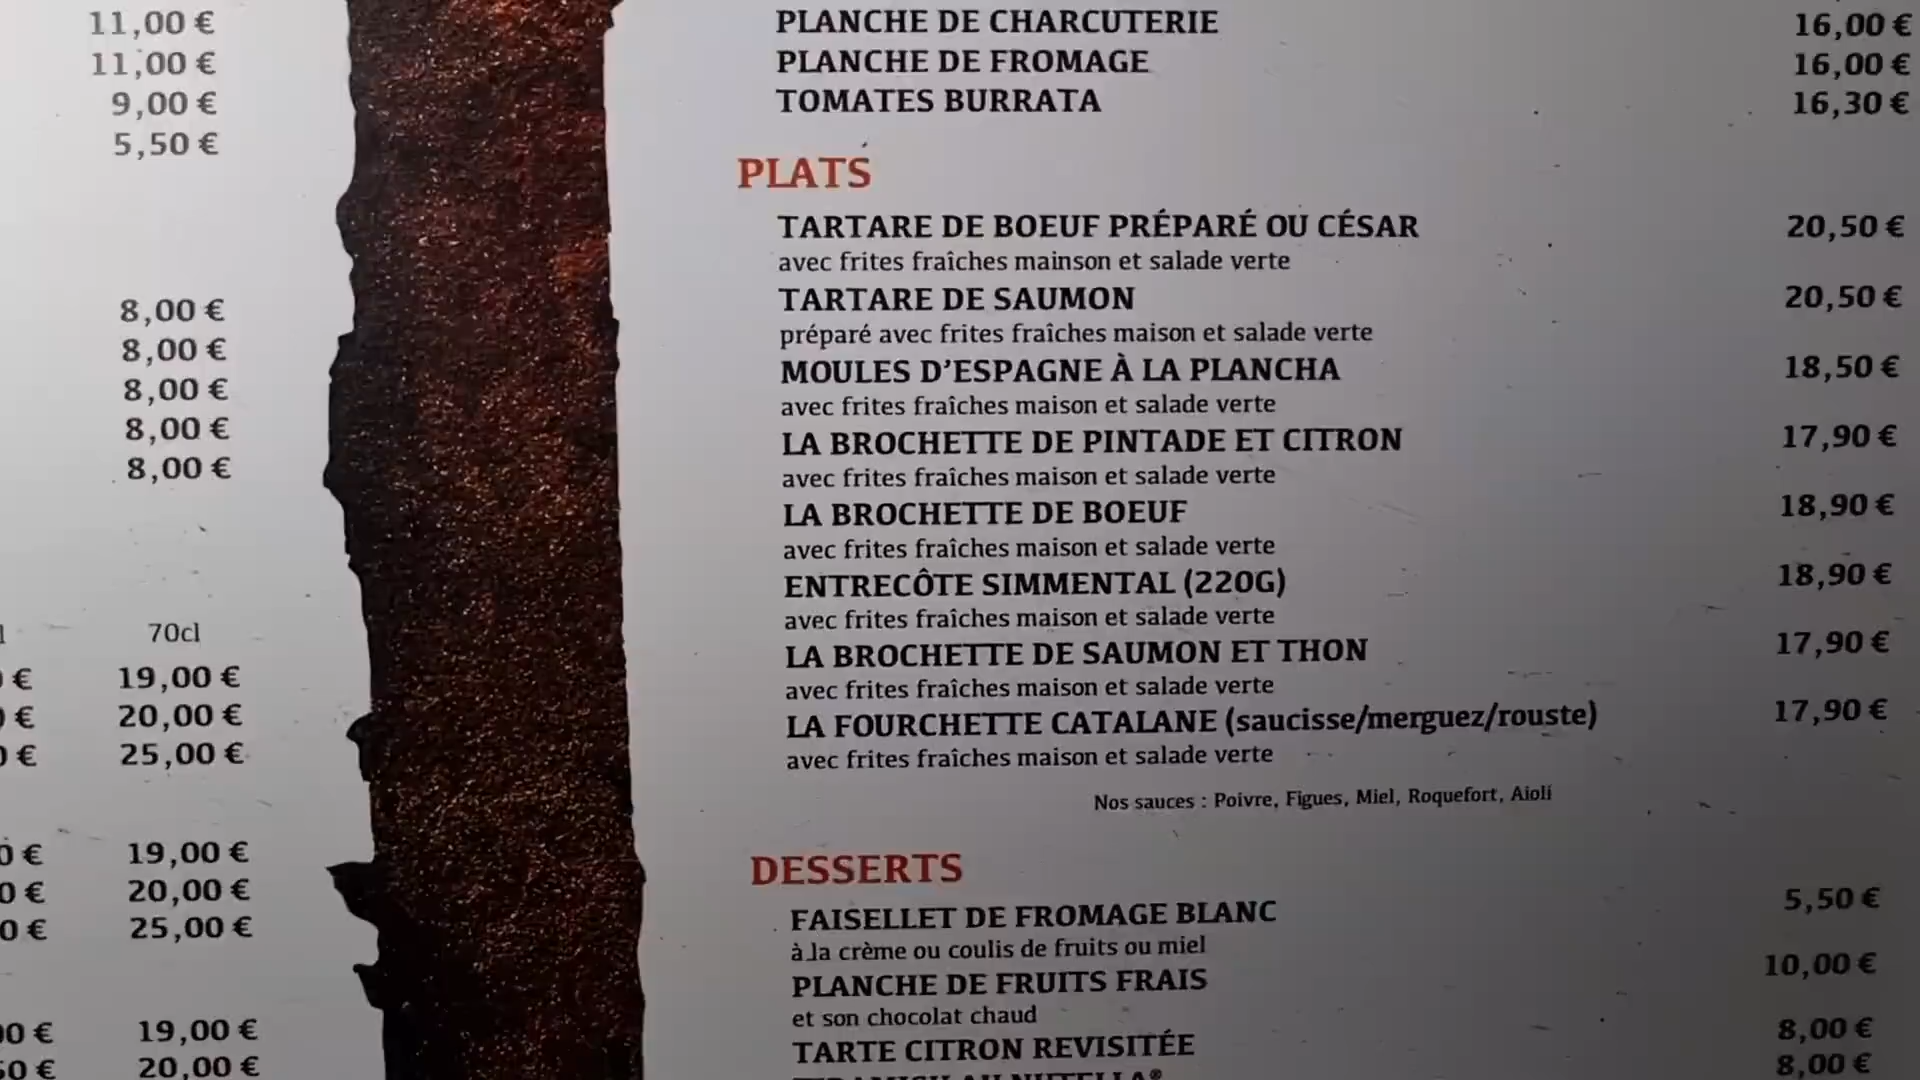 11,00 €
11,00 €
9,00 €
5,50 €
8,00 €
8,00 €
8,00 €
8,00 €
8,00 €
70cl
€ 19,00 €
€ 20,00 €
€ 25,00 €
0 € 19,00 €
0 € 20,00 €
0 € 25,00 €
00 € 19,00 €
50 € 20,00 €
PLANCHE DE CHARCUTERIE 16,00 €
PLANCHE DE FROMAGE 16,00 €
TOMATES BURRATA 16,30 €
PLATS
TARTARE DE BOEUF PRÉPARÉ OU CÉSAR 20,50 €
avec frites fraîches mainson et salade verte
TARTARE DE SAUMON 20,50 €
préparé avec frites fraîches maison et salade verte
MOULES D'ESPAGNE À LA PLANCHA 18,50 €
avec frites fraîches maison et salade verte
LA BROCHETTE DE PINTADE ET CITRON 17,90 €
avec frites fraîches maison et salade verte
LA BROCHETTE DE BOEUF 18,90 €
avec frites fraîches maison et salade verte
ENTRECÔTE SIMMENTAL (220G) 18,90 €
avec frites fraîches maison et salade verte
LA BROCHETTE DE SAUMON ET THON 17,90 €
avec frites fraîches maison et salade verte
LA FOURCHETTE CATALANE (saucisse/merguez/rouste) 17,90 €
avec frites fraîches maison et salade verte
Nos sauces : Poivre, Figues, Miel, Roquefort, Aioli
DESSERTS
FAISELLET DE FROMAGE BLANC 5,50 €
à la crème ou coulis de fruits ou miel
PLANCHE DE FRUITS FRAIS 10,00 €
et son chocolat chaud
TARTE CITRON REVISITÉE 8,00 €
TIRAMISU AU NUTELLA® 8,00 €